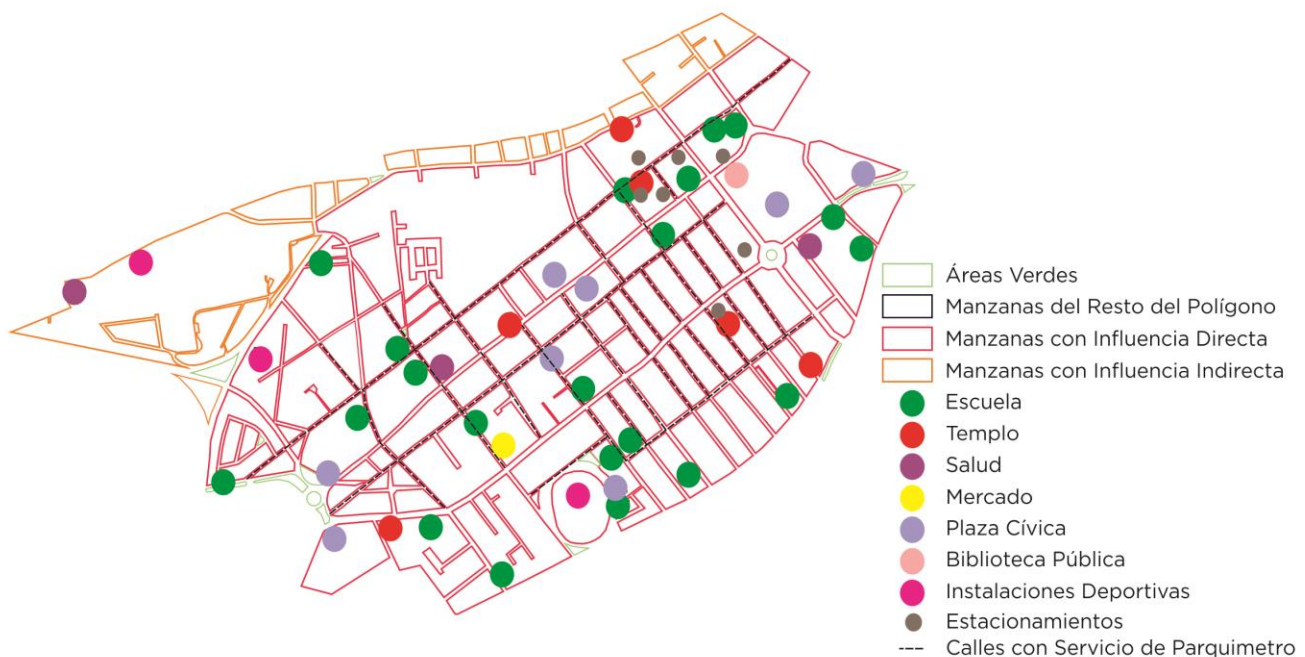 Áreas Verdes
Manzanas del Resto del Polígono
Manzanas con Influencia Directa
Manzanas con Influencia Indirecta
Escuela
Templo
Salud
Mercado
Plaza Cívica
Biblioteca Pública
Instalaciones Deportivas
Estacionamientos
Calles con Servicio de Parquimetro